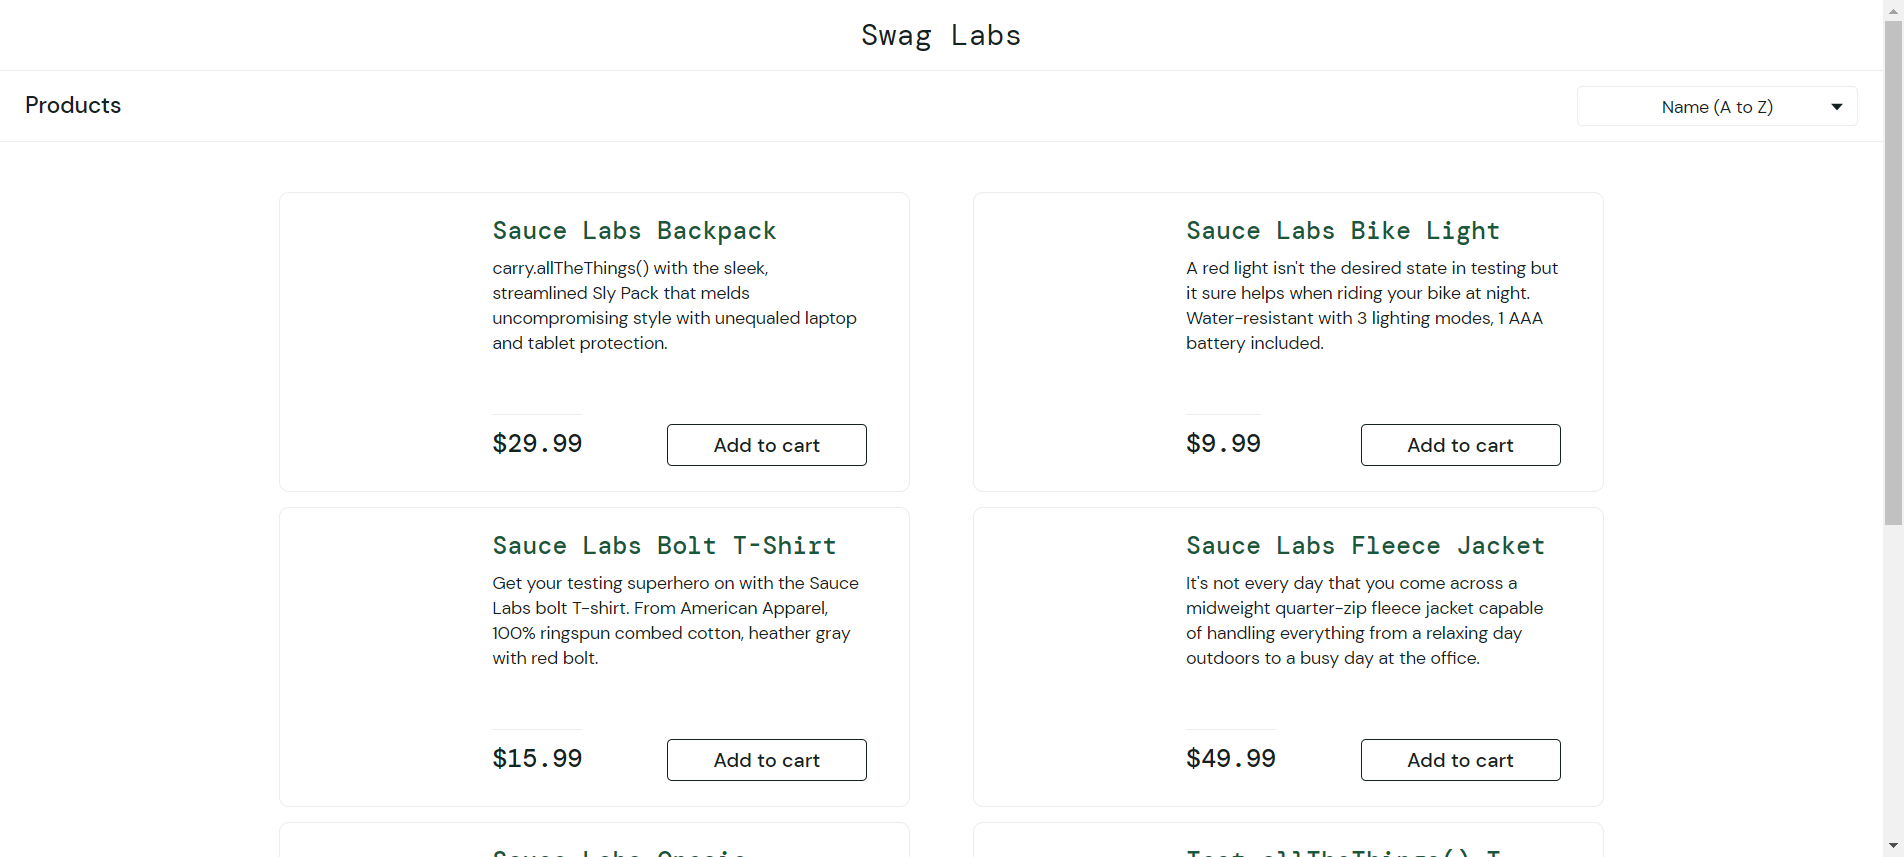 Swag Labs
Products
Name (A to Z)
Sauce Labs Backpack
carry.allTheThings() with the sleek,
streamlined Sly Pack that melds
uncompromising style with unequaled laptop
and tablet protection.
$29.99
Add to cart
Sauce Labs Bike Light
A red light isn't the desired state in testing but
it sure helps when riding your bike at night.
Water-resistant with 3 lighting modes, 1 AAA
battery included.
$9.99
Add to cart
Sauce Labs Bolt T-Shirt
Get your testing superhero on with the Sauce
Labs bolt T-shirt. From American Apparel,
100% ringspun combed cotton, heather gray
with red bolt.
$15.99
Add to cart
Sauce Labs Fleece Jacket
It's not every day that you come across a
midweight quarter-zip fleece jacket capable
of handling everything from a relaxing day
outdoors to a busy day at the office.
$49.99
Add to cart
Sauce Labs Onesie
Test.allTheThings() T